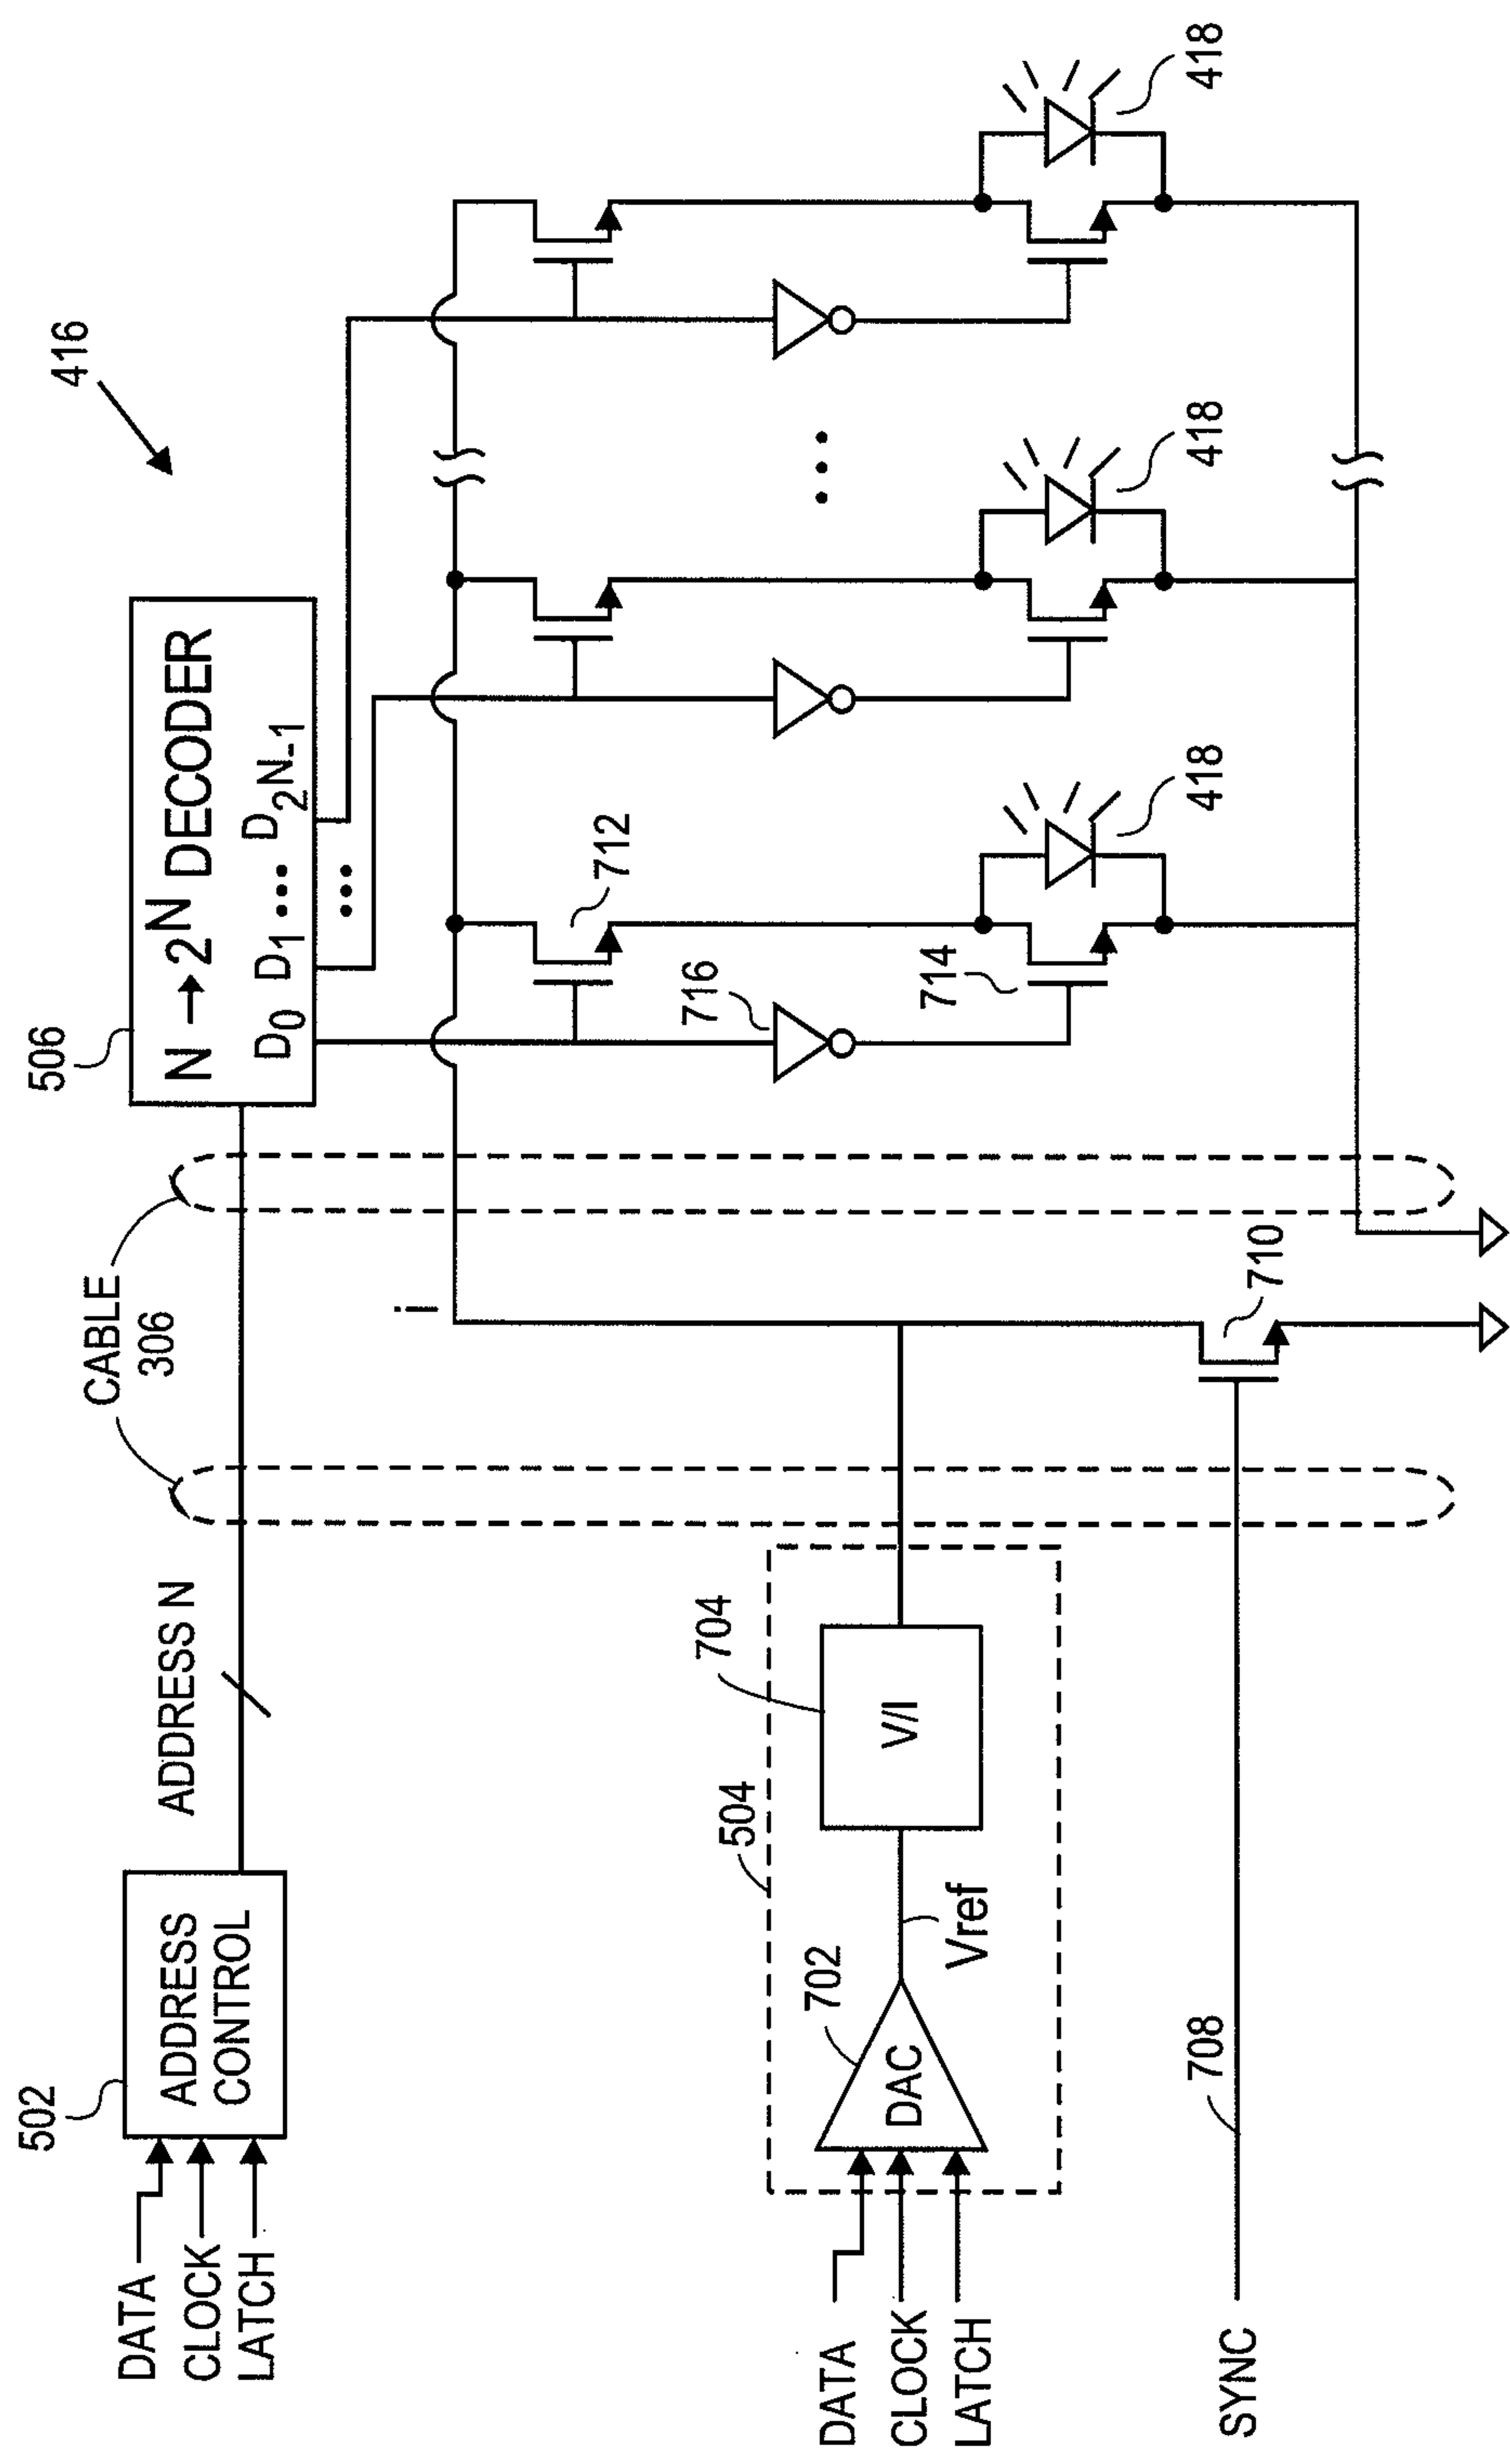 416
506
N → 2^N DECODER
D0 D1 ••• D2N-1
•••
CABLE
306
ADDRESS N
502
ADDRESS
CONTROL
DATA
CLOCK
LATCH
i
712
716
714
418
418
418
•••
710
504
704
V/I
Vref
702
DAC
DATA
CLOCK
LATCH
708
SYNC